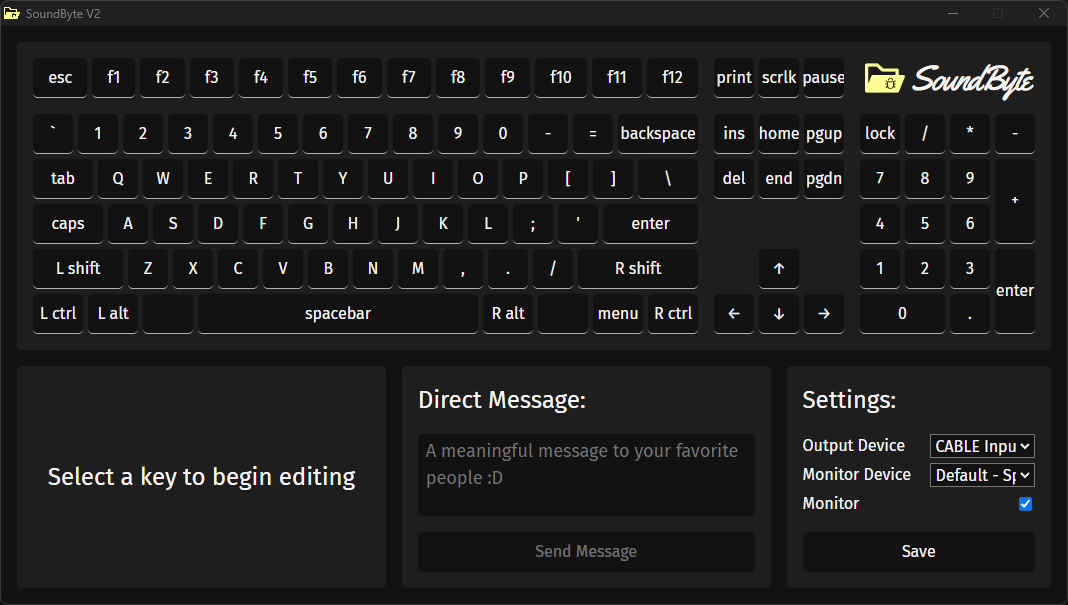 SoundByte V2
esc f1 f2 f3 f4 f5 f6 f7 f8 f9 f10 f11 f12 print scrlk pause SoundByte
` 1 2 3 4 5 6 7 8 9 0 - = backspace ins home pgup lock / * -
tab Q W E R T Y U I O P [ ] \ del end pgdn 7 8 9 +
caps A S D F G H J K L ; ' enter 4 5 6
L shift Z X C V B N M , . / R shift ↑ 1 2 3 enter
L ctrl L alt spacebar R alt menu R ctrl ← ↓ → 0 .
Select a key to begin editing
Direct Message:
A meaningful message to your favorite
people :D
Send Message
Settings:
Output Device CABLE Inpu
Monitor Device Default - Sp
Monitor
Save